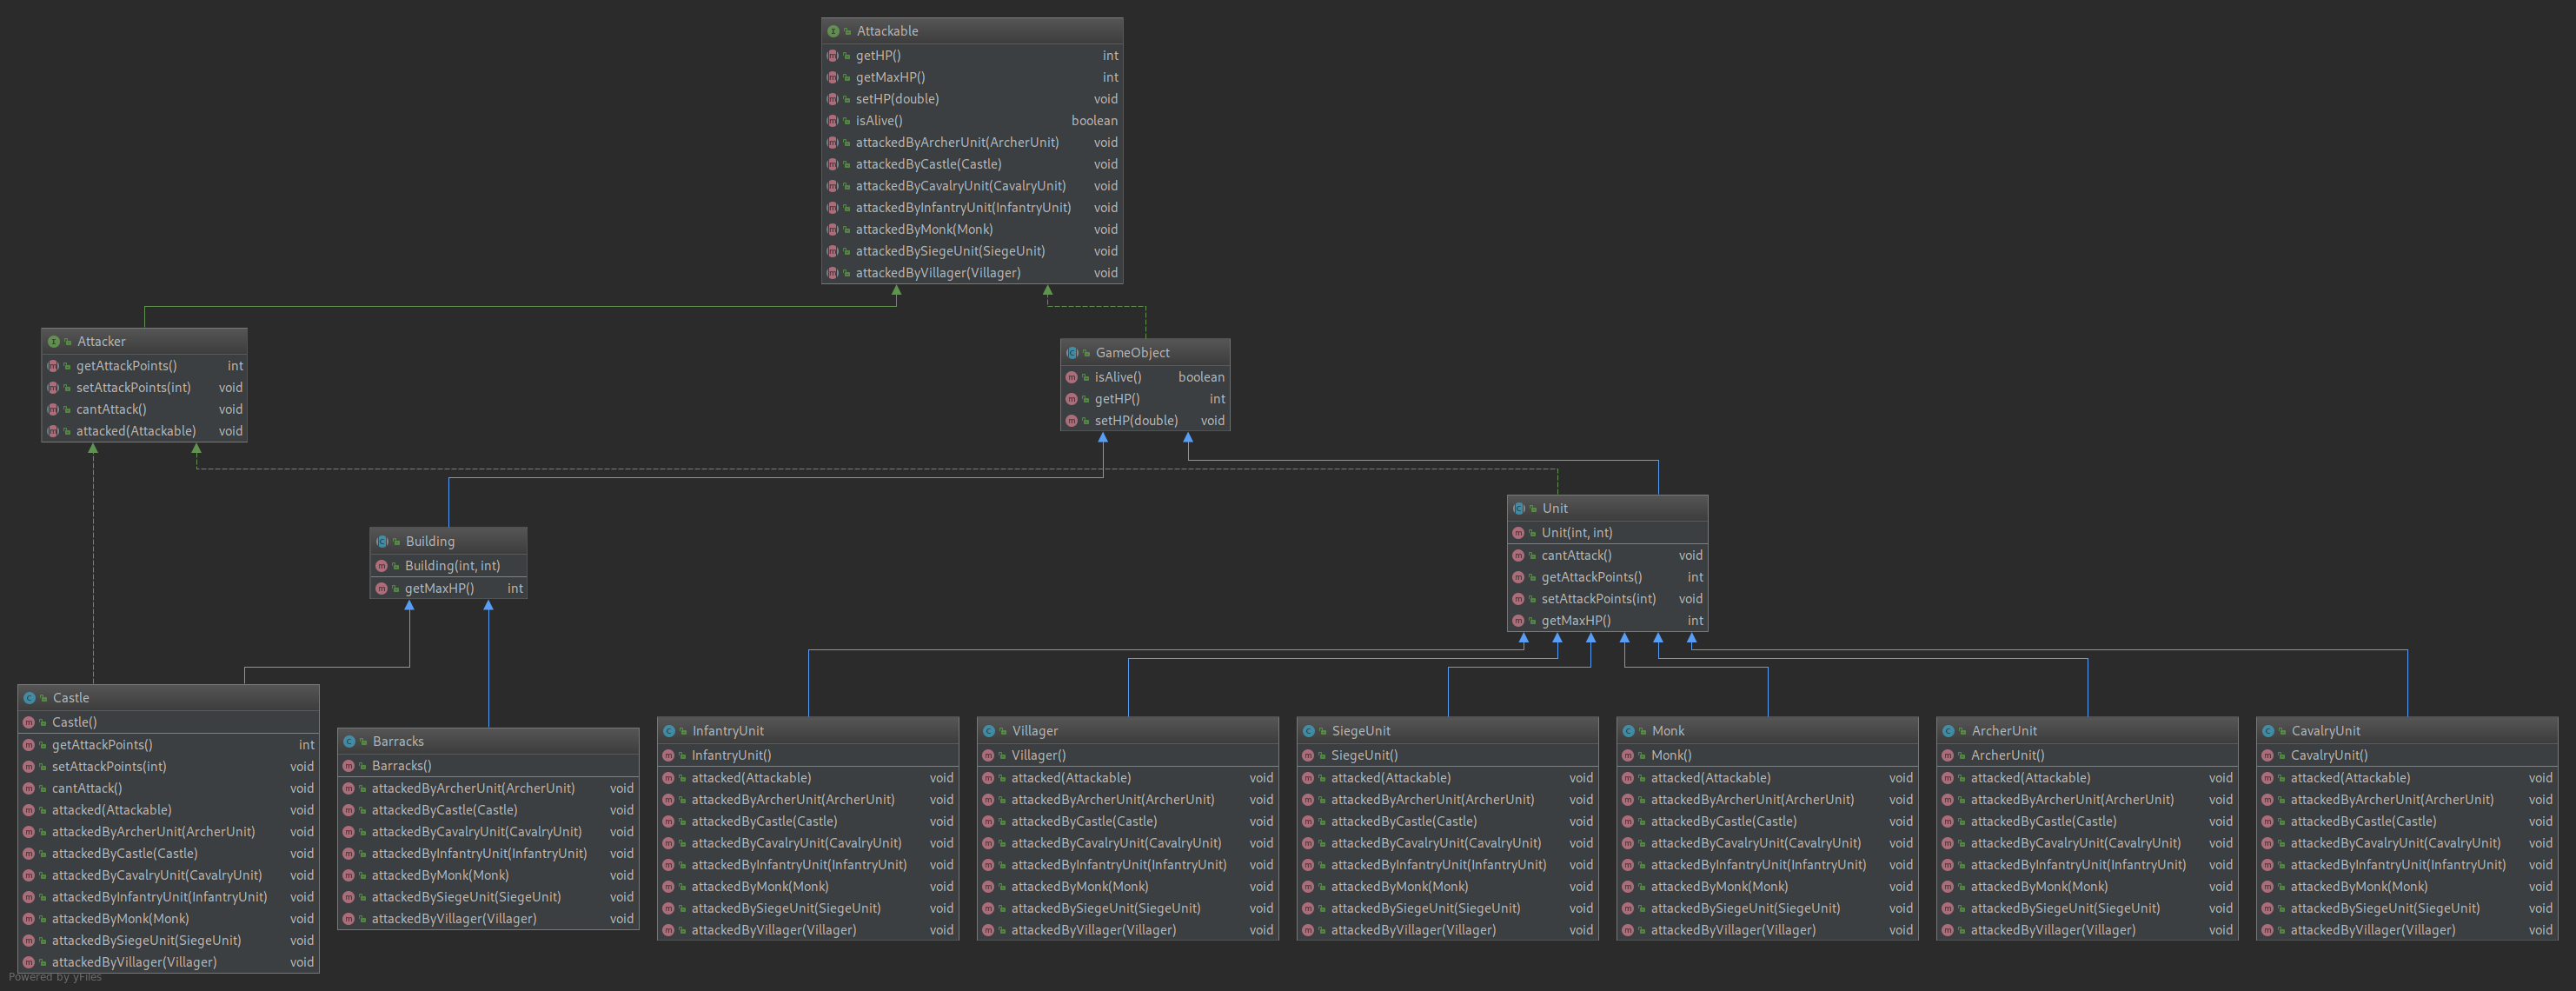 Attackable
getHP() int
getMaxHP() int
setHP(double) void
isAlive() boolean
attackedByArcherUnit(ArcherUnit) void
attackedByCastle(Castle) void
attackedByCavalryUnit(CavalryUnit) void
attackedByInfantryUnit(InfantryUnit) void
attackedByMonk(Monk) void
attackedBySiegeUnit(SiegeUnit) void
attackedByVillager(Villager) void
Attacker
getAttackPoints() int
setAttackPoints(int) void
cantAttack() void
attacked(Attackable) void
GameObject
isAlive() boolean
getHP() int
setHP(double) void
Building
Building(int, int)
getMaxHP() int
Unit
Unit(int, int)
cantAttack() void
getAttackPoints() int
setAttackPoints(int) void
getMaxHP() int
Castle
Castle()
getAttackPoints() int
setAttackPoints(int) void
cantAttack() void
attacked(Attackable) void
attackedByArcherUnit(ArcherUnit) void
attackedByCastle(Castle) void
attackedByCavalryUnit(CavalryUnit) void
attackedByInfantryUnit(InfantryUnit) void
attackedByMonk(Monk) void
attackedBySiegeUnit(SiegeUnit) void
attackedByVillager(Villager) void
Barracks
Barracks()
attackedByArcherUnit(ArcherUnit) void
attackedByCastle(Castle) void
attackedByCavalryUnit(CavalryUnit) void
attackedByInfantryUnit(InfantryUnit) void
attackedByMonk(Monk) void
attackedBySiegeUnit(SiegeUnit) void
attackedByVillager(Villager) void
InfantryUnit
InfantryUnit()
attacked(Attackable) void
attackedByArcherUnit(ArcherUnit) void
attackedByCastle(Castle) void
attackedByCavalryUnit(CavalryUnit) void
attackedByInfantryUnit(InfantryUnit) void
attackedByMonk(Monk) void
attackedBySiegeUnit(SiegeUnit) void
attackedByVillager(Villager) void
Villager
Villager()
attacked(Attackable) void
attackedByArcherUnit(ArcherUnit) void
attackedByCastle(Castle) void
attackedByCavalryUnit(CavalryUnit) void
attackedByInfantryUnit(InfantryUnit) void
attackedByMonk(Monk) void
attackedBySiegeUnit(SiegeUnit) void
attackedByVillager(Villager) void
SiegeUnit
SiegeUnit()
attacked(Attackable) void
attackedByArcherUnit(ArcherUnit) void
attackedByCastle(Castle) void
attackedByCavalryUnit(CavalryUnit) void
attackedByInfantryUnit(InfantryUnit) void
attackedByMonk(Monk) void
attackedBySiegeUnit(SiegeUnit) void
attackedByVillager(Villager) void
Monk
Monk()
attacked(Attackable) void
attackedByArcherUnit(ArcherUnit) void
attackedByCastle(Castle) void
attackedByCavalryUnit(CavalryUnit) void
attackedByInfantryUnit(InfantryUnit) void
attackedByMonk(Monk) void
attackedBySiegeUnit(SiegeUnit) void
attackedByVillager(Villager) void
ArcherUnit
ArcherUnit()
attacked(Attackable) void
attackedByArcherUnit(ArcherUnit) void
attackedByCastle(Castle) void
attackedByCavalryUnit(CavalryUnit) void
attackedByInfantryUnit(InfantryUnit) void
attackedByMonk(Monk) void
attackedBySiegeUnit(SiegeUnit) void
attackedByVillager(Villager) void
CavalryUnit
CavalryUnit()
attacked(Attackable) void
attackedByArcherUnit(ArcherUnit) void
attackedByCastle(Castle) void
attackedByCavalryUnit(CavalryUnit) void
attackedByInfantryUnit(InfantryUnit) void
attackedByMonk(Monk) void
attackedBySiegeUnit(SiegeUnit) void
attackedByVillager(Villager) void
Powered by yFiles